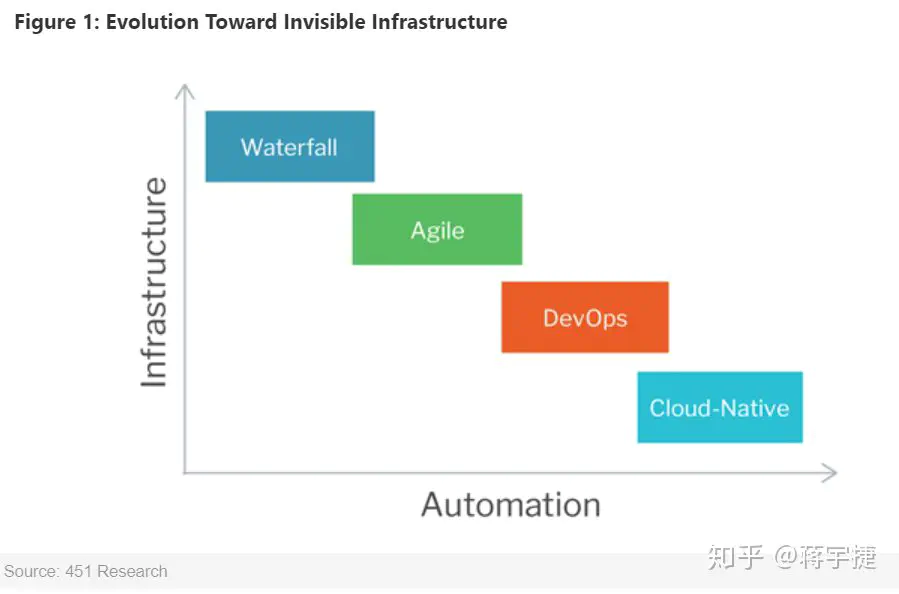 Figure 1: Evolution Toward Invisible Infrastructure
Infrastructure
Waterfall
Agile
DevOps
Cloud-Native
Automation
知乎 @蒋宇捷
Source: 451 Research